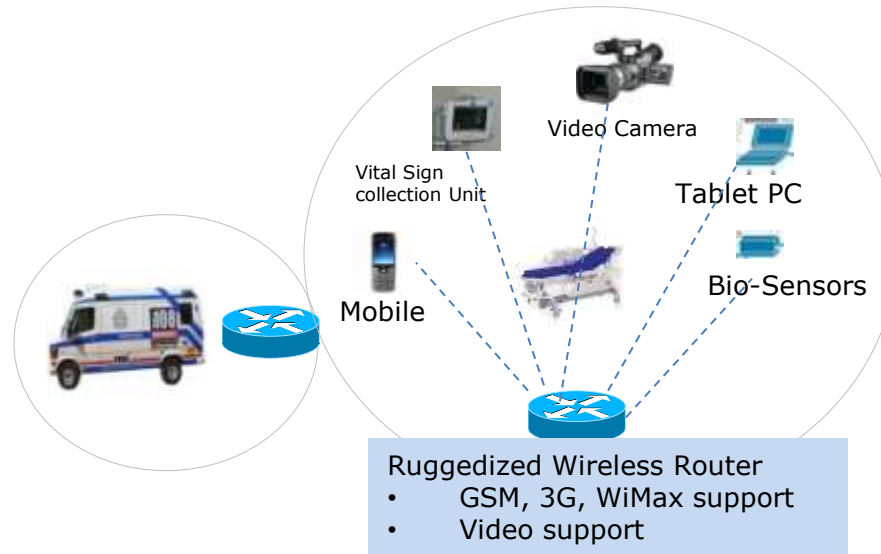 Video Camera
Vital Sign
collection Unit
Tablet PC
Mobile
Bio-Sensors
108
Ruggedized Wireless Router
• GSM, 3G, WiMax support
• Video support